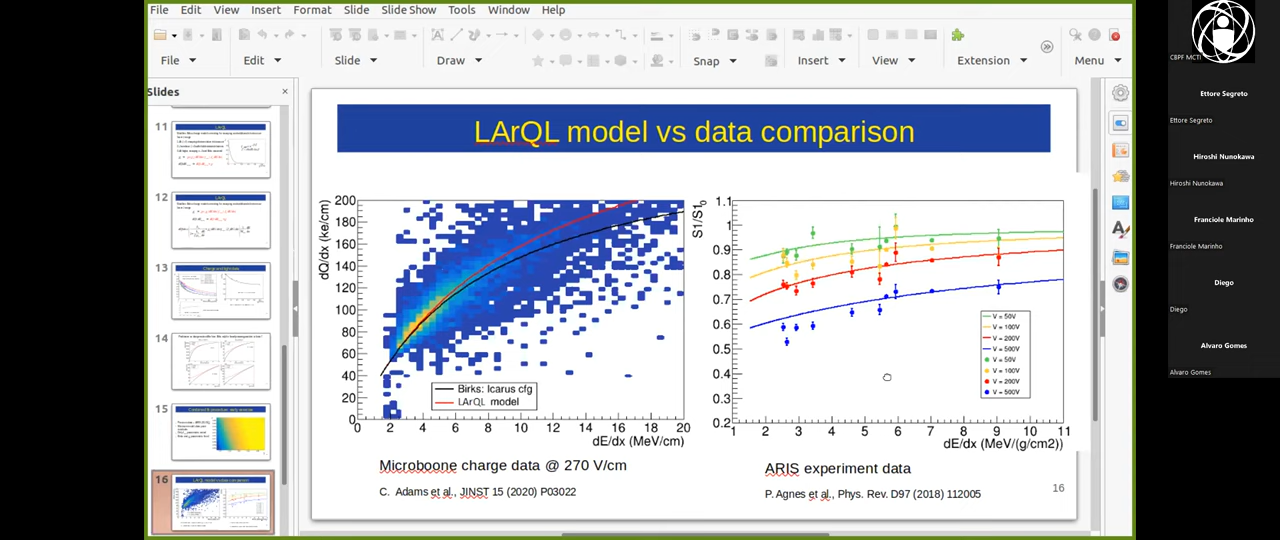 File Edit View Insert Format Slide Slide Show Tools Window Help
File Edit Slide Draw Snap Insert View Extension Menu
Slides
11
12
13
14
15
16
LArQL model vs data comparison
dQ/dx (ke/cm)
200
180
160
140
120
100
80
60
40
20
0
0 2 4 6 8 10 12 14 16 18 20
dE/dx (MeV/cm)
Birks: Icarus cfg
LArQL model
Microboone charge data @ 270 V/cm
C. Adams et al., JINST 15 (2020) P03022
S1/S1₀
1.1
1
0.9
0.8
0.7
0.6
0.5
0.4
0.3
0.2
1 2 3 4 5 6 7 8 9 10 11
dE/dx (MeV/(g/cm2))
V = 50V
V = 100V
V = 200V
V = 500V
V = 50V
V = 100V
V = 200V
V = 500V
ARIS experiment data
P. Agnes et al., Phys. Rev. D97 (2018) 112005
16
CBPF MCTI
Ettore Segreto
Ettore Segreto
Hiroshi Nunokawa
Hiroshi Nunokawa
Franciole Marinho
Franciole Marinho
Diego
Diego
Alvaro Gomes
Alvaro Gomes